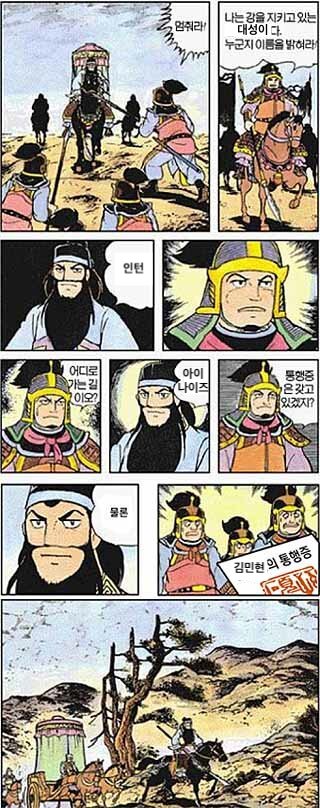 멈춰라!
나는 강을 지키고 있는
대성이 다.
누군지 이름을 밝혀라!
인턴
어디로
가는 길
이오?
아이
나이즈
통행증
은 갖고
있겠지?
물론
김민현 의 통행증